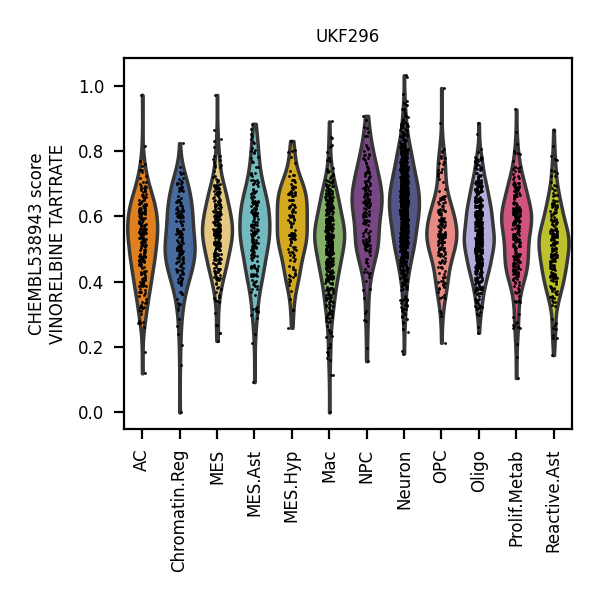 UKF296
CHEMBL538943 score
VINORELBINE TARTRATE
1.0
0.8
0.6
0.4
0.2
0.0
AC
Chromatin.Reg
MES
MES.Ast
MES.Hyp
Mac
NPC
Neuron
OPC
Oligo
Prolif.Metab
Reactive.Ast